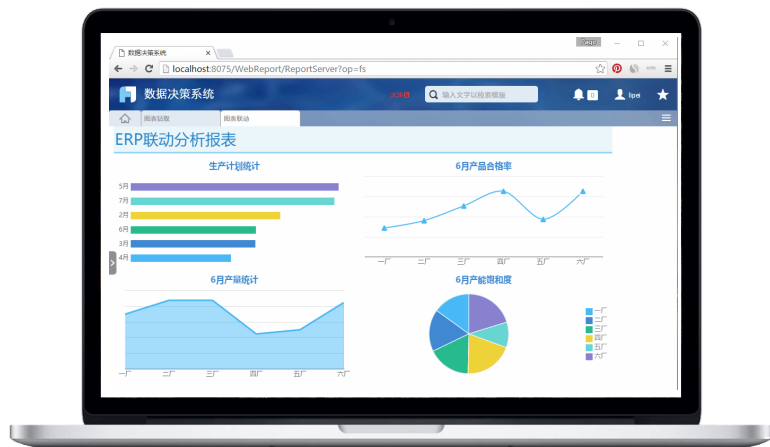 数据决策系统
localhost:8075/WebReport/ReportServer?op=fs
数据决策系统
输入文字以检索模版
0
lipei
图表钻取
图表联动
ERP联动分析报表
生产计划统计
5月
7月
2月
6月
3月
4月
6月产品合格率
一厂 二厂 三厂 四厂 五厂 六厂
6月产量统计
一厂 二厂 三厂 四厂 五厂 六厂
6月产能饱和度
一厂
二厂
三厂
四厂
五厂
六厂